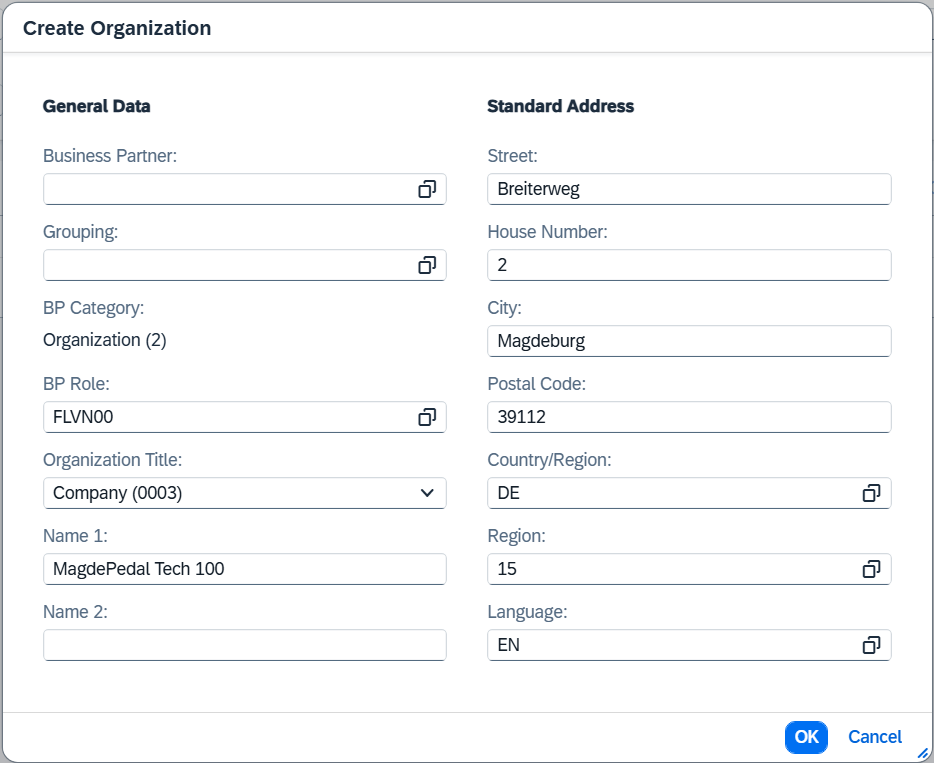 Create Organization
General Data
Business Partner:
Grouping:
BP Category:
Organization (2)
BP Role:
FLVN00
Organization Title:
Company (0003)
Name 1:
MagdePedal Tech 100
Name 2:
Standard Address
Street:
Breiterweg
House Number:
2
City:
Magdeburg
Postal Code:
39112
Country/Region:
DE
Region:
15
Language:
EN
OK
Cancel